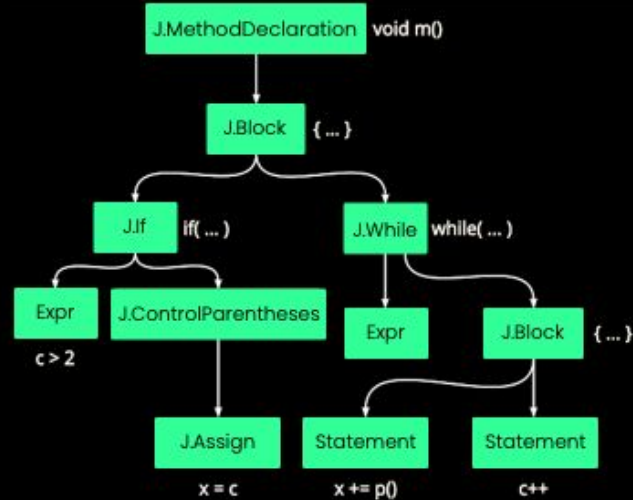 J.MethodDeclaration void m()
J.Block { ... }
J.If if( ... ) J.While while( ... )
Expr J.ControlParentheses Expr J.Block { ... }
c > 2
J.Assign Statement Statement
x = c x += p() c++